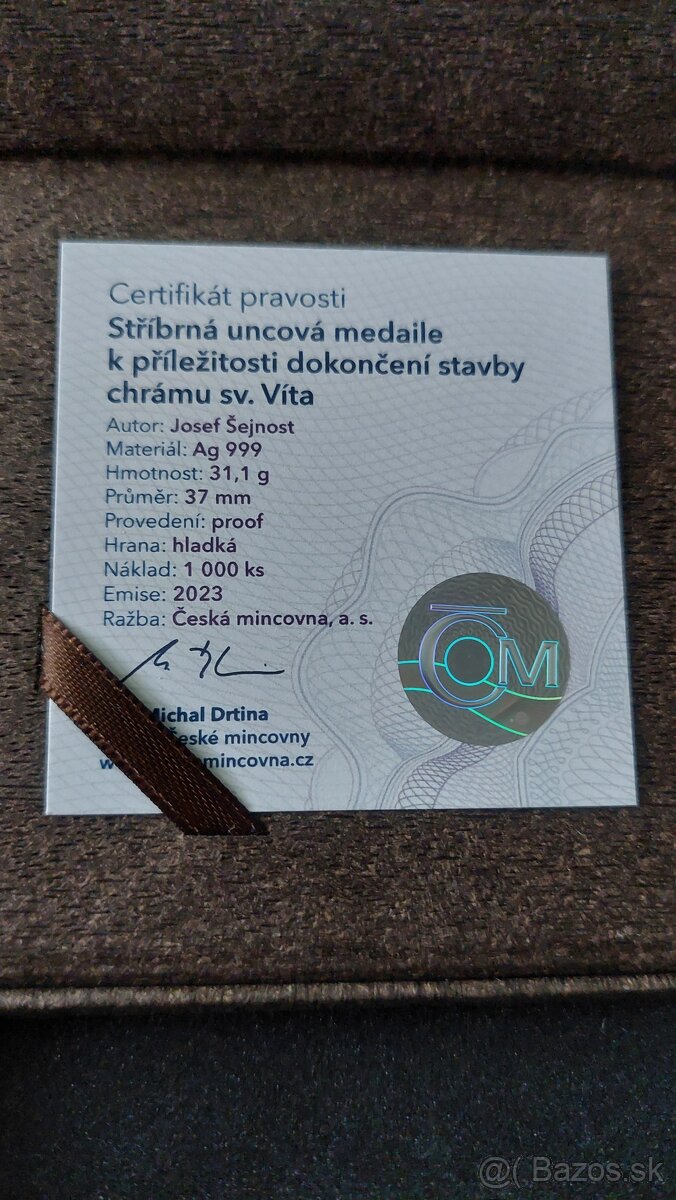 Certifikát pravosti
Stříbrná uncová medaile
k příležitosti dokončení stavby
chrámu sv. Víta
Autor: Josef Šejnost
Materiál: Ag 999
Hmotnost: 31,1 g
Průměr: 37 mm
Provedení: proof
Hrana: hladká
Náklad: 1 000 ks
Emise: 2023
Ražba: Česká mincovna, a. s.
ČM
Michal Drtina
České mincovny
mincovna.cz
@( Bazos.sk